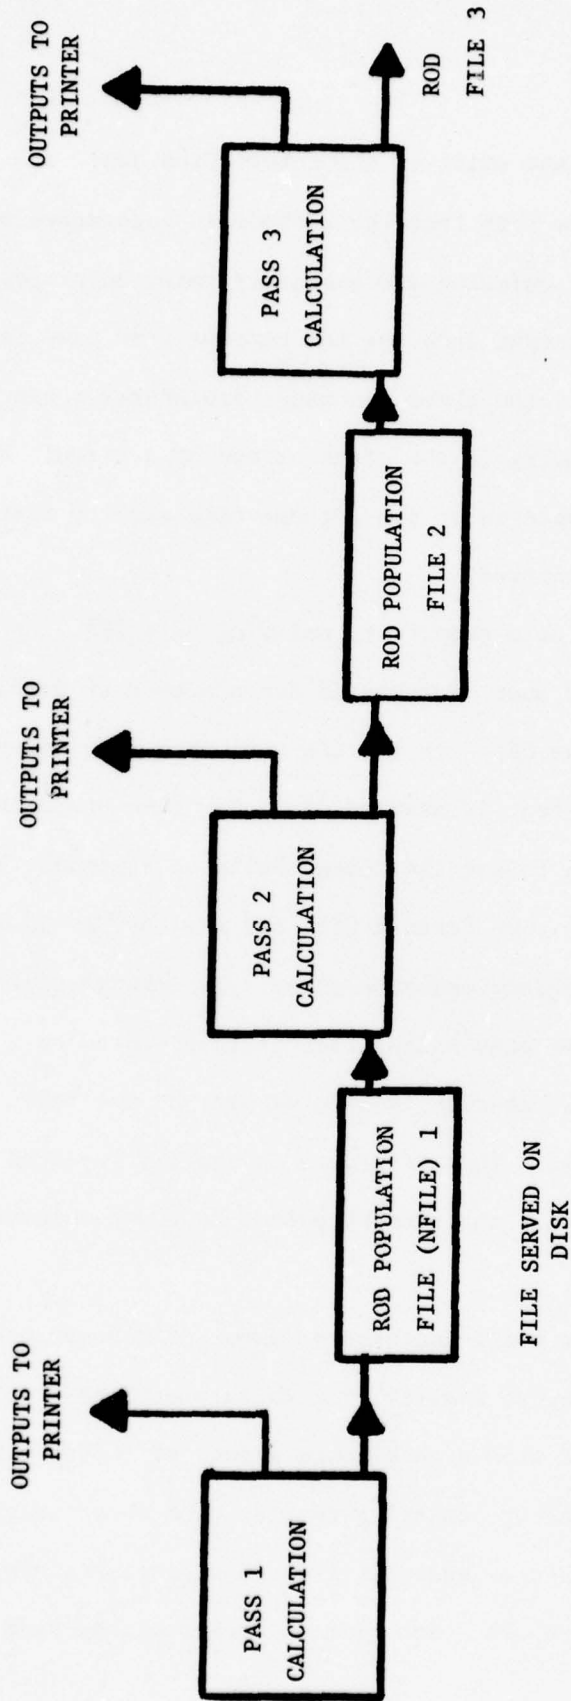 OUTPUTS TO
PRINTER
PASS 1
CALCULATION
ROD POPULATION
FILE (NFILE) 1
FILE SERVED ON
DISK
OUTPUTS TO
PRINTER
PASS 2
CALCULATION
ROD POPULATION
FILE 2
OUTPUTS TO
PRINTER
PASS 3
CALCULATION
ROD
FILE 3